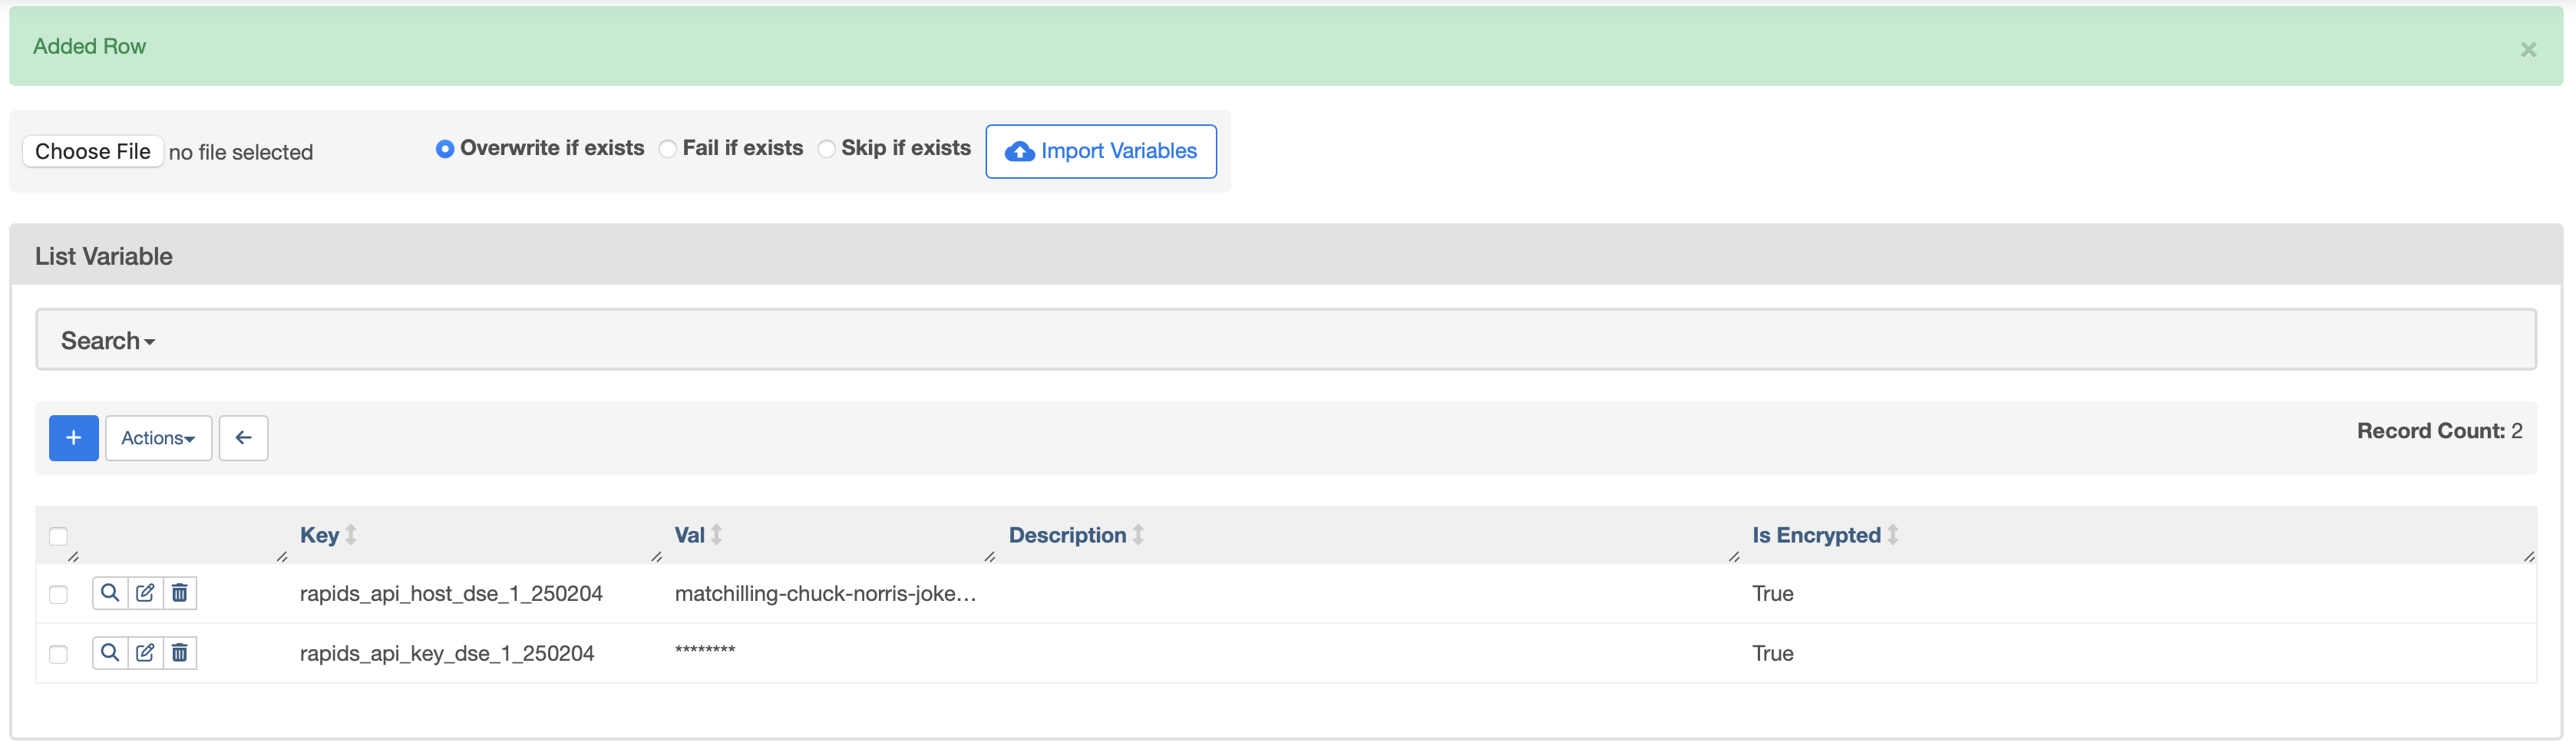 Added Row
×
Choose File no file selected Overwrite if exists Fail if exists Skip if exists Import Variables
List Variable
Search
+ Actions Record Count: 2
Key Val Description Is Encrypted
rapids_api_host_dse_1_250204 matchilling-chuck-norris-joke… True
rapids_api_key_dse_1_250204 ******** True